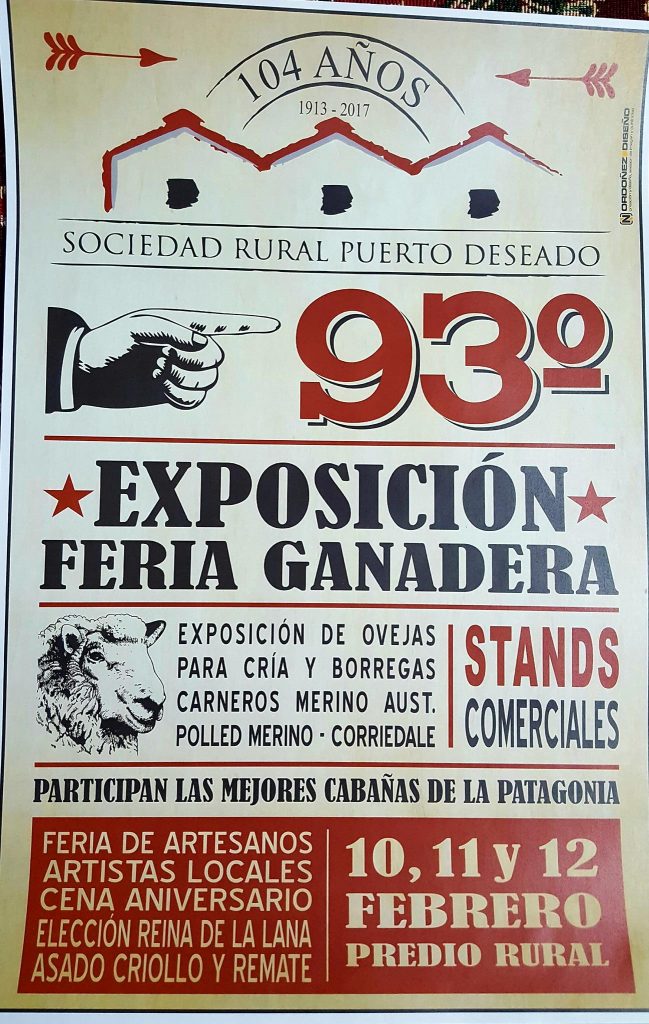 104 AÑOS
1913 - 2017
ORDOÑEZ DISEÑO
SOCIEDAD RURAL PUERTO DESEADO
93º
EXPOSICIÓN
FERIA GANADERA
EXPOSICIÓN DE OVEJAS
PARA CRÍA Y BORREGAS
CARNEROS MERINO AUST.
POLLED MERINO - CORRIEDALE
STANDS
COMERCIALES
PARTICIPAN LAS MEJORES CABAÑAS DE LA PATAGONIA
FERIA DE ARTESANOS
ARTISTAS LOCALES
CENA ANIVERSARIO
ELECCIÓN REINA DE LA LANA
ASADO CRIOLLO Y REMATE
10, 11 y 12
FEBRERO
PREDIO RURAL